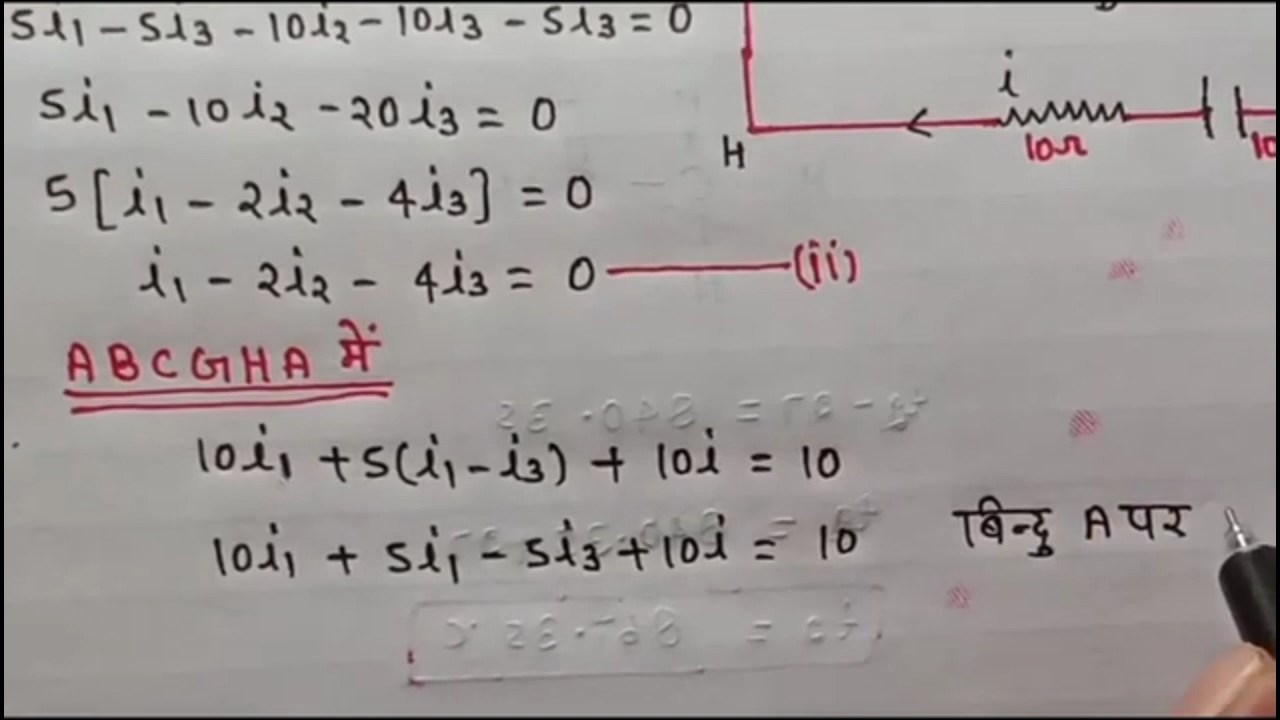 5i₁ - 5i₃ - 10i₂ - 10i₃ - 5i₃ = 0
5i₁ - 10i₂ - 20i₃ = 0
5[i₁ - 2i₂ - 4i₃] = 0
i₁ - 2i₂ - 4i₃ = 0 (ii)
ABCGHA में
10i₁ + 5(i₁ - i₃) + 10i = 10
10i₁ + 5i₁ - 5i₃ + 10i = 10
बिन्दु A पर
i
H
10Ω
10